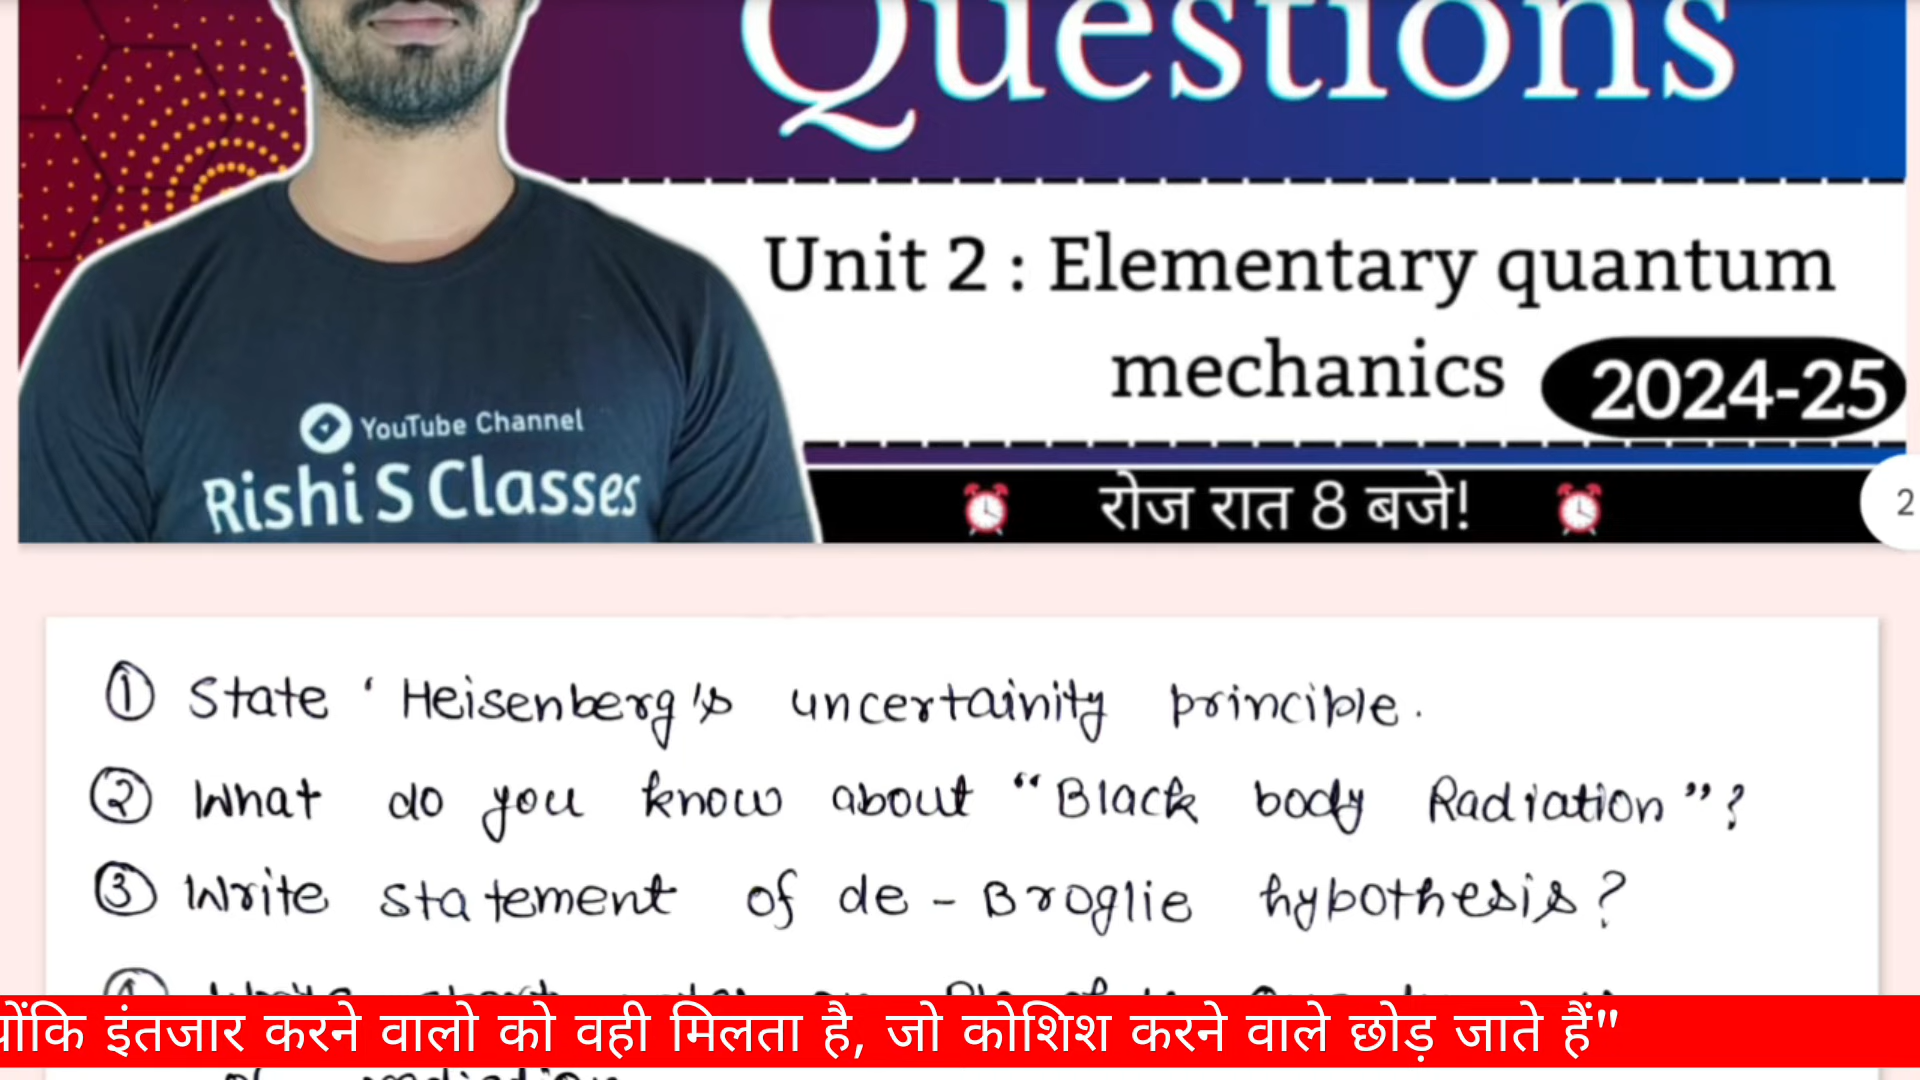 Questions
Unit 2 : Elementary quantum
mechanics 2024-25
YouTube Channel
Rishi S Classes
रोज रात 8 बजे!
2
① State ‘ Heisenberg's uncertainity principle.
② What do you know about “Black body Radiation”?
③ Write statement of de-Broglie hypothesis?
इंतजार करने वालो को वही मिलता है, जो कोशिश करने वाले छोड़ जाते हैं"